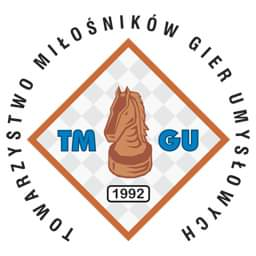 TOWARZYSTWO MIŁOŚNIKÓW GIER UMYSŁOWYCH
TM GU
1992